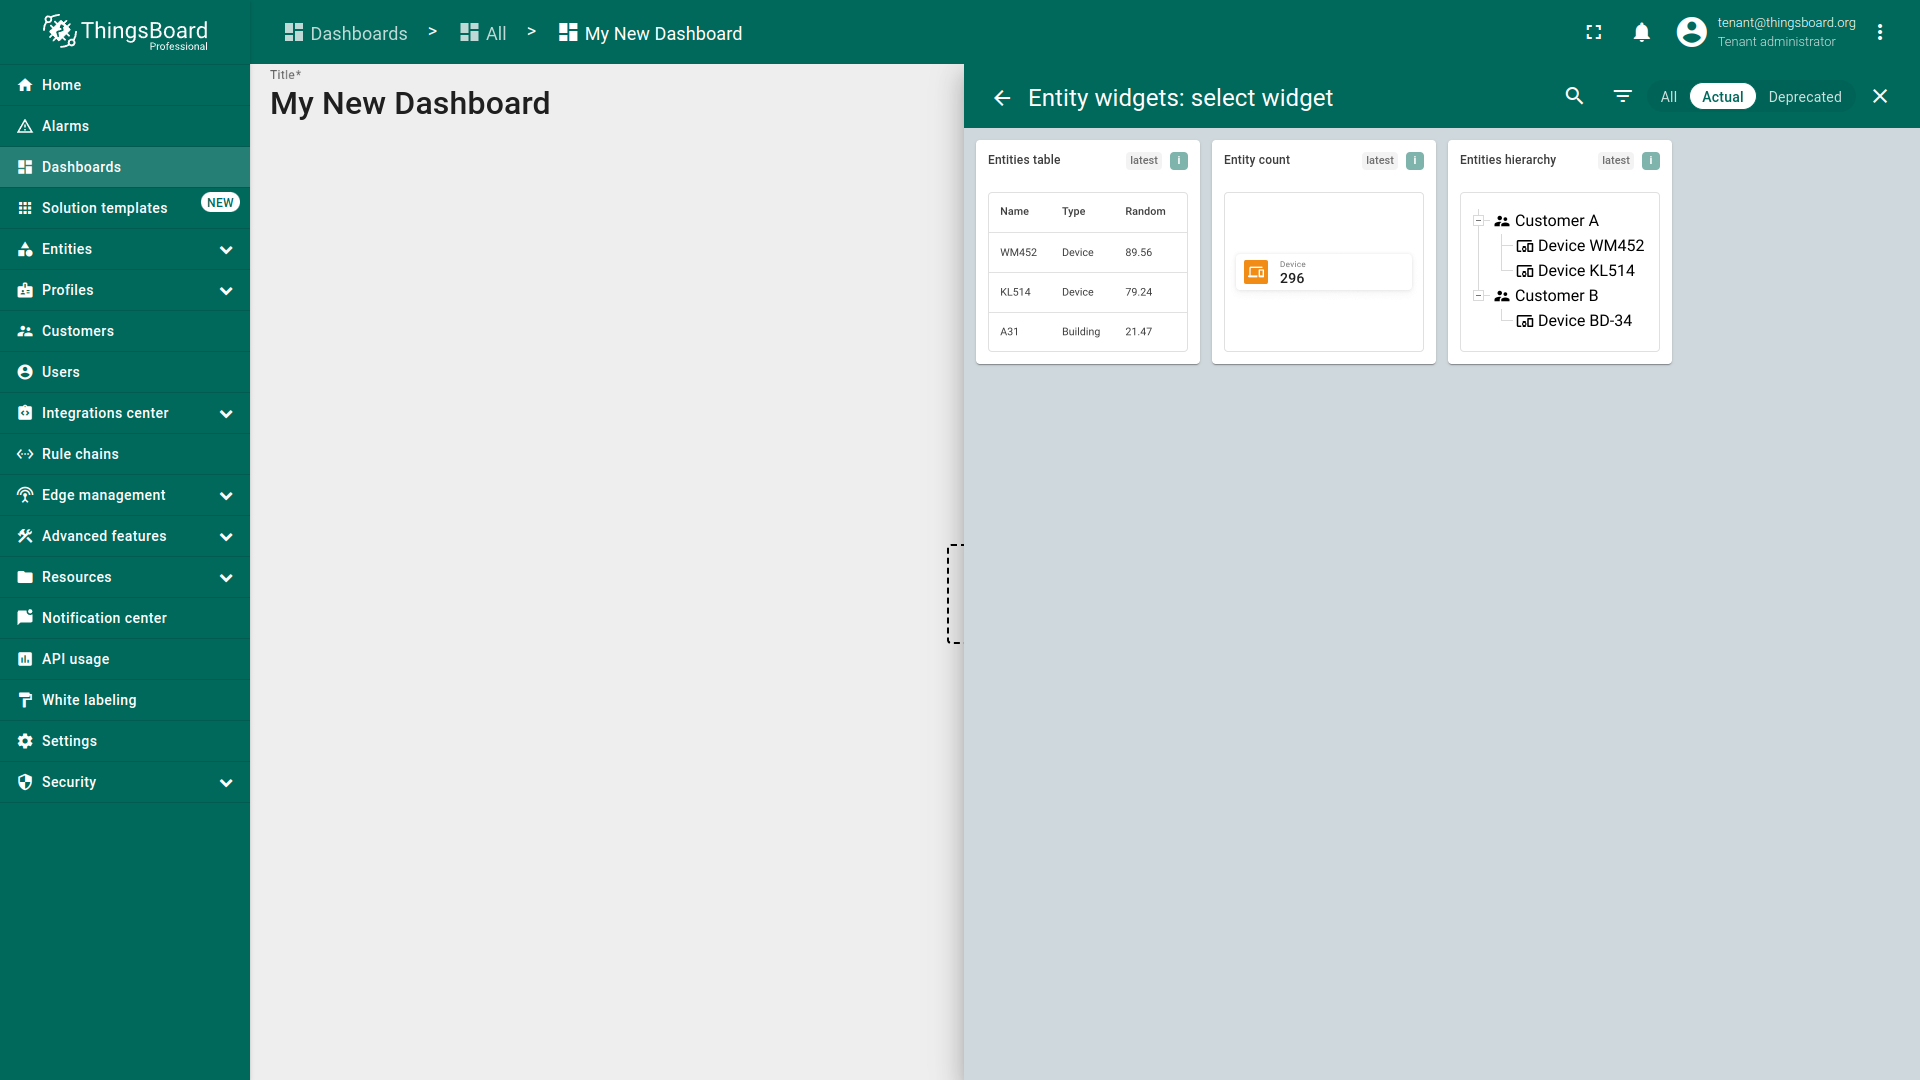 ThingsBoard
Professional
Dashboards > All > My New Dashboard
tenant@thingsboard.org
Tenant administrator
Home
Alarms
Dashboards
Solution templates NEW
Entities
Profiles
Customers
Users
Integrations center
Rule chains
Edge management
Advanced features
Resources
Notification center
API usage
White labeling
Settings
Security
Title*
My New Dashboard
Entity widgets: select widget
All Actual Deprecated
Entities table latest i
Name Type Random
WM452 Device 89.56
KL514 Device 79.24
A31 Building 21.47
Entity count latest i
Device
296
Entities hierarchy latest i
Customer A
Device WM452
Device KL514
Customer B
Device BD-34